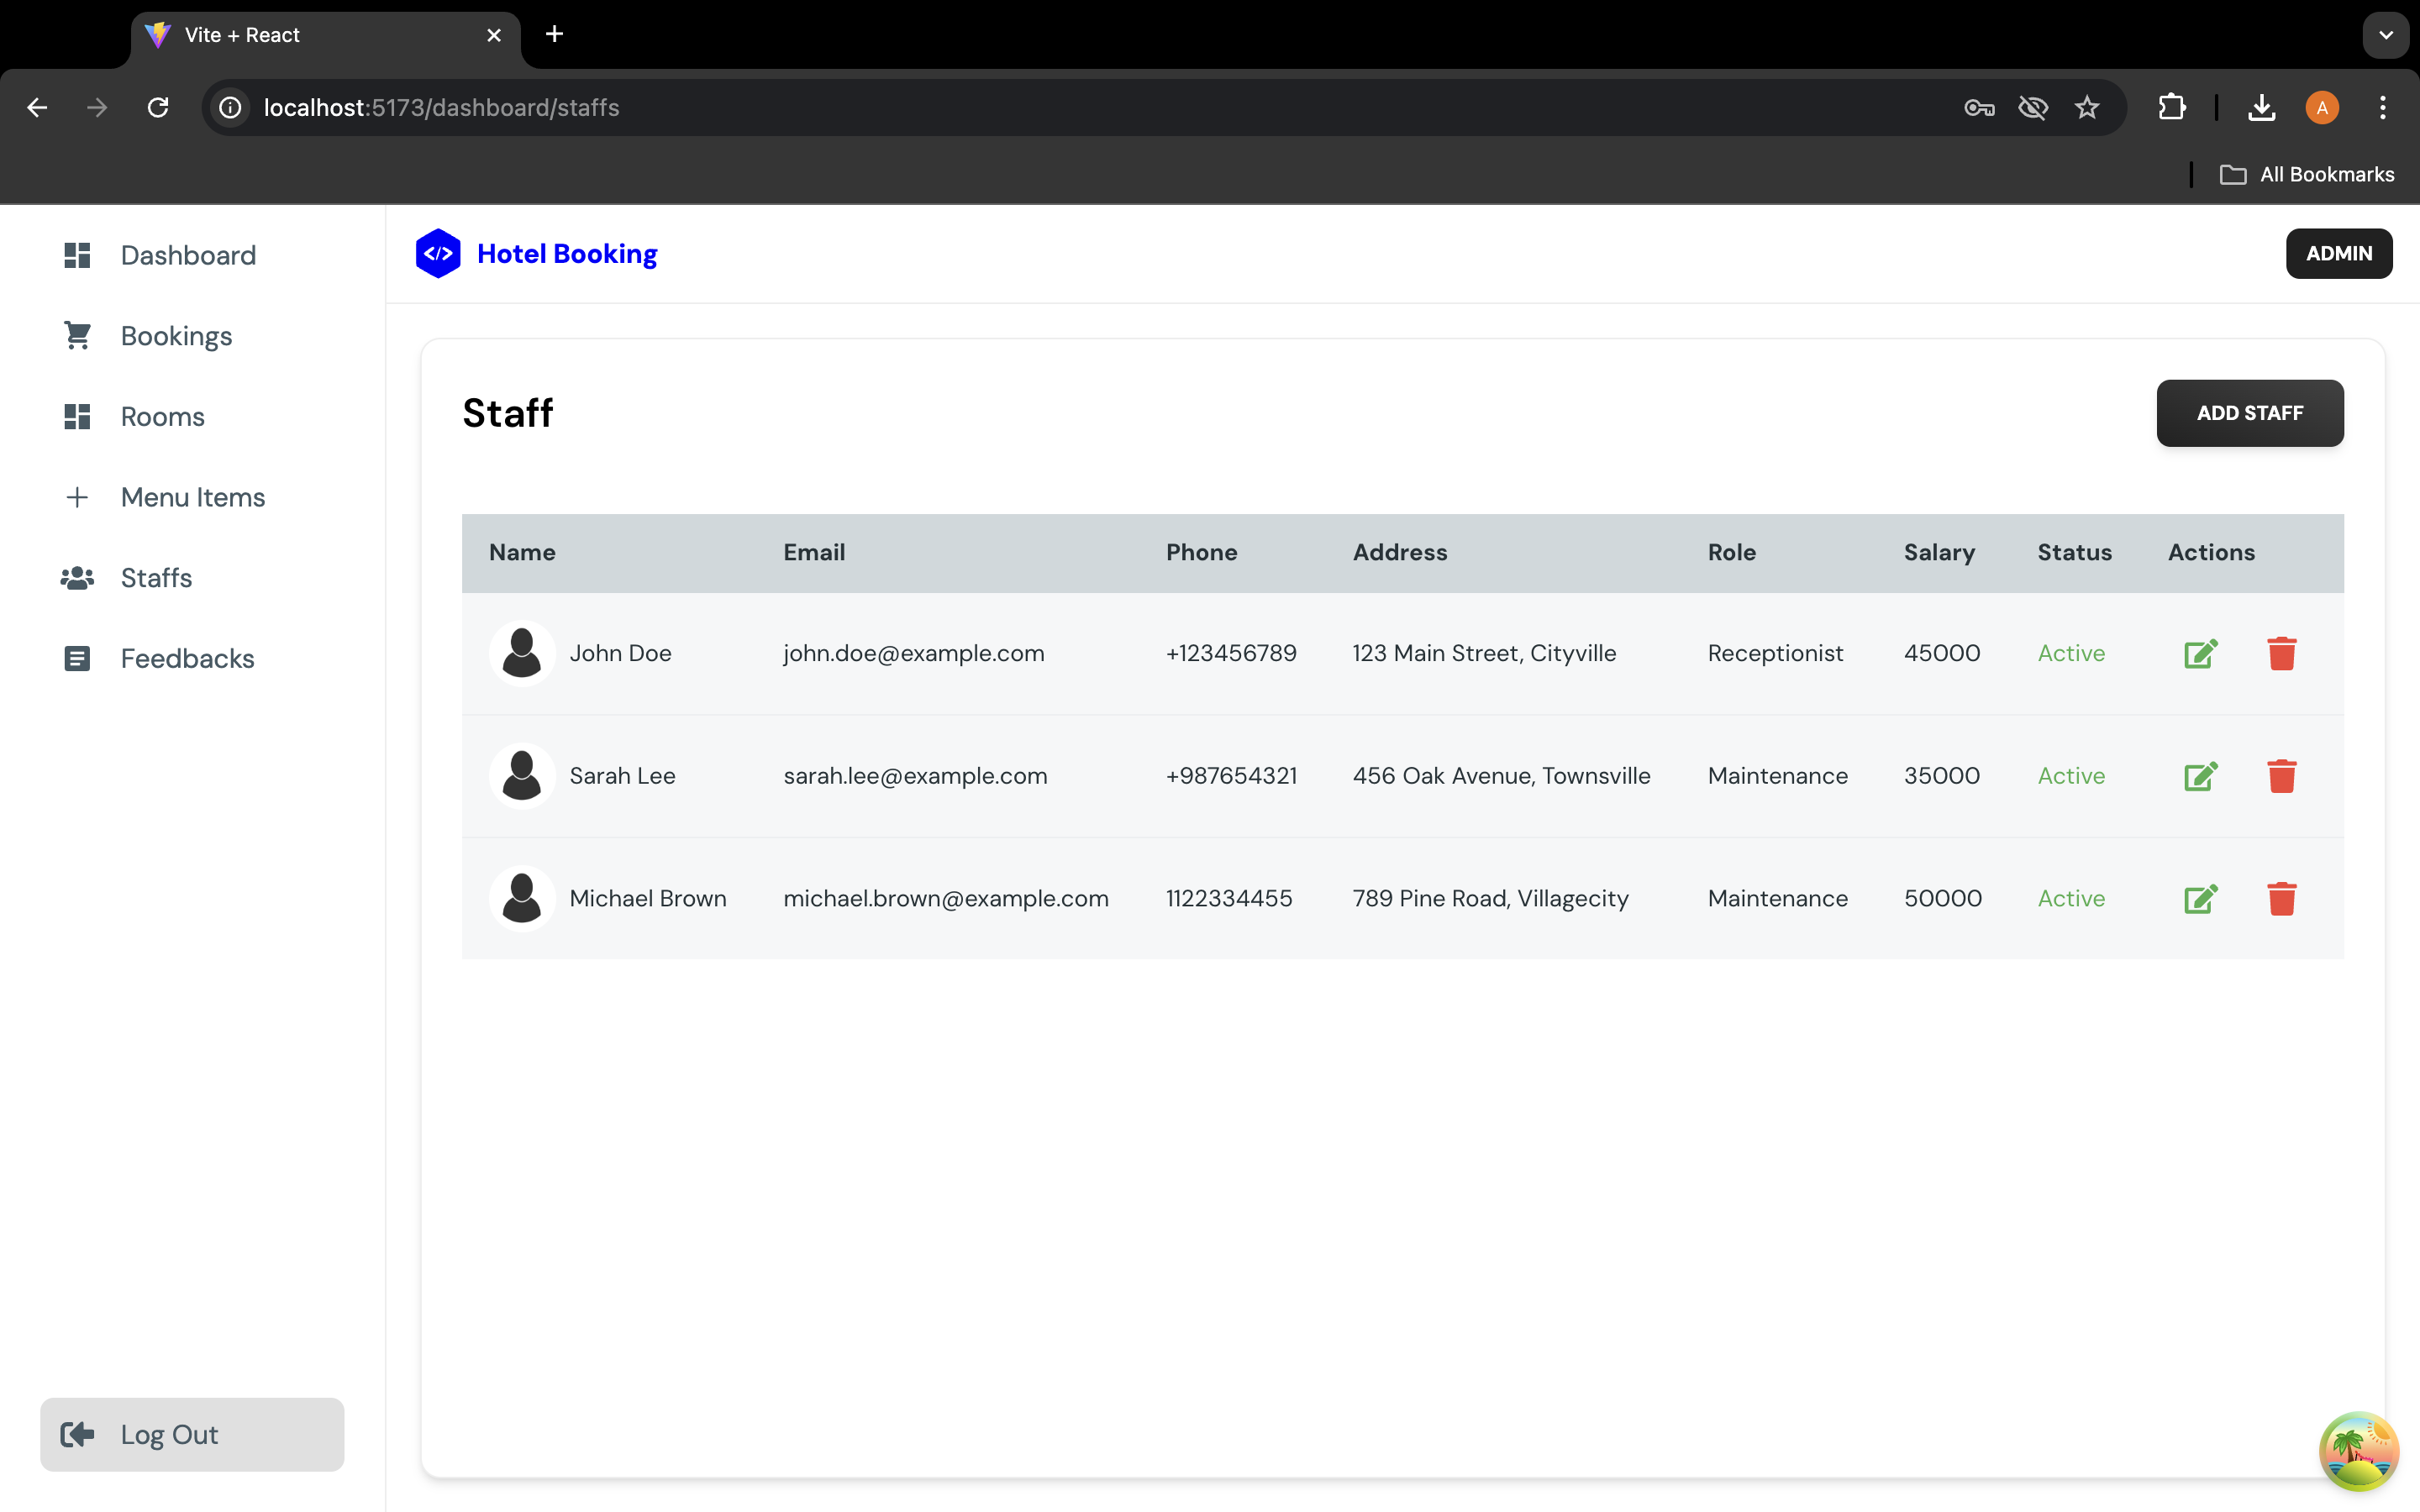 Vite + React
localhost:5173/dashboard/staffs
A
All Bookmarks
Dashboard
Bookings
Rooms
Menu Items
Staffs
Feedbacks
Log Out
</> Hotel Booking
ADMIN
Staff
ADD STAFF
Name Email Phone Address Role Salary Status Actions
John Doe john.doe@example.com +123456789 123 Main Street, Cityville Receptionist 45000 Active
Sarah Lee sarah.lee@example.com +987654321 456 Oak Avenue, Townsville Maintenance 35000 Active
Michael Brown michael.brown@example.com 1122334455 789 Pine Road, Villagecity Maintenance 50000 Active